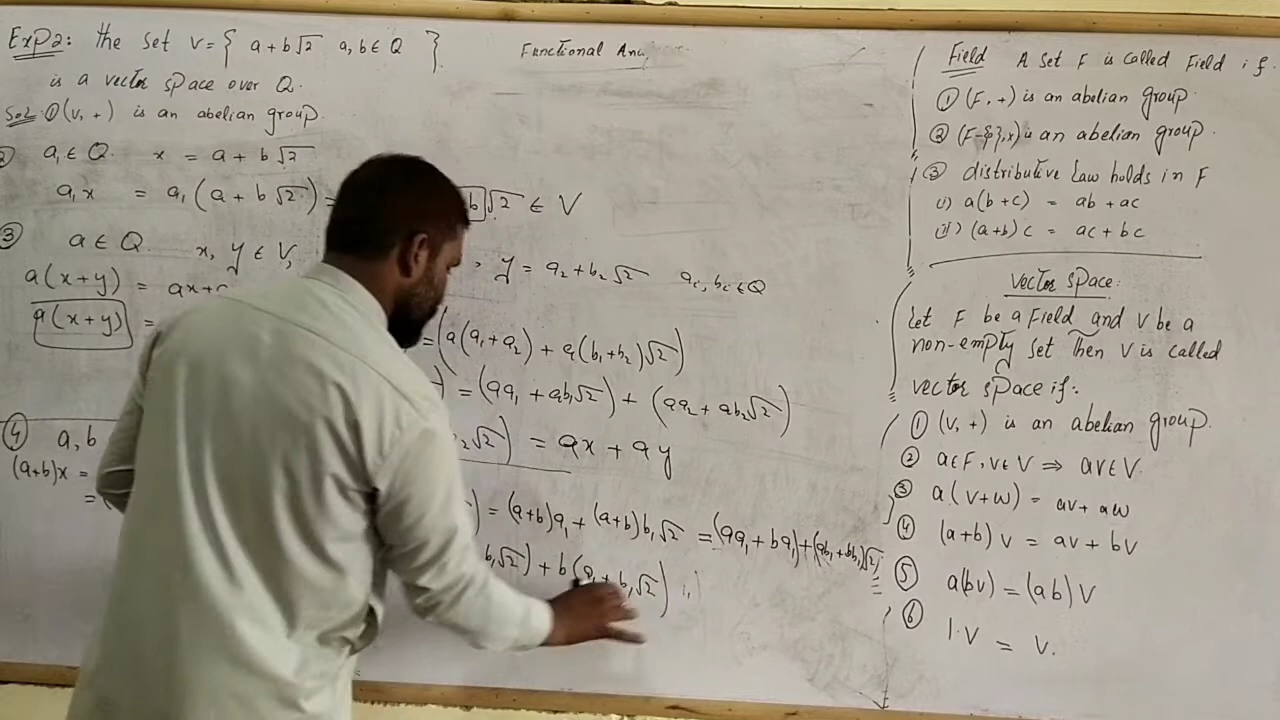 Exp2: the set V = { a+b√2 a, b ∈ Q }.
is a vector space over Q.
Functional
Sol: ① (V, +) is an abelian group.
② a₁ ∈ Q. x = a + b√2
a₁x = a₁(a + b√2) = b√2 ∈ V
③ a ∈ Q. x, y ∈ V, , y = a₂ + b₂√2 aᵢ, bᵢ ∈ Q
a(x+y) = ax+
a(x+y) = = (a(a₁+a₂) + a(b₁+b₂)√2)
= (aa₁ + ab₁√2) + (aa₂ + ab₂√2)
₂√2) = ax + ay
④ a, b
(a+b)x = ) = (a+b)a₁ + (a+b)b₁√2 = (aa₁ + ba₁) + (ab₁ + bb₁)√2
= b₁√2) + b(a₁ + b₁√2)
Field A set F is called Field if.
① (F, +) is an abelian group.
② (F-{}, x) is an abelian group.
③ distributive Law holds in F
i) a(b+c) = ab + ac
ii) (a+b)c = ac + bc
Vector space:
Let F be a Field and V be a
non-empty set Then V is called
vector space if:
① (V, +) is an abelian group.
② a∈F, v∈V ⇒ av∈V.
③ a(v+w) = av + aw
④ (a+b)v = av + bv
⑤ a(bv) = (ab)v
⑥ 1.v = v.